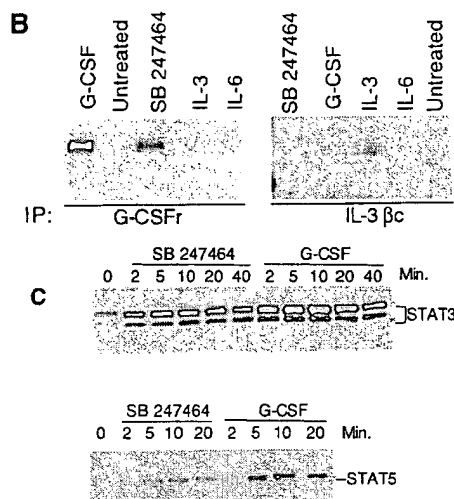 B
G-CSF Untreated SB 247464 IL-3 IL-6
SB 247464 G-CSF IL-3 IL-6 Untreated
IP: G-CSFr IL-3 βc
C
SB 247464 G-CSF
0 2 5 10 20 40 2 5 10 20 40 Min.
STAT3
SB 247464 G-CSF
0 2 5 10 20 2 5 10 20 Min.
–STAT5